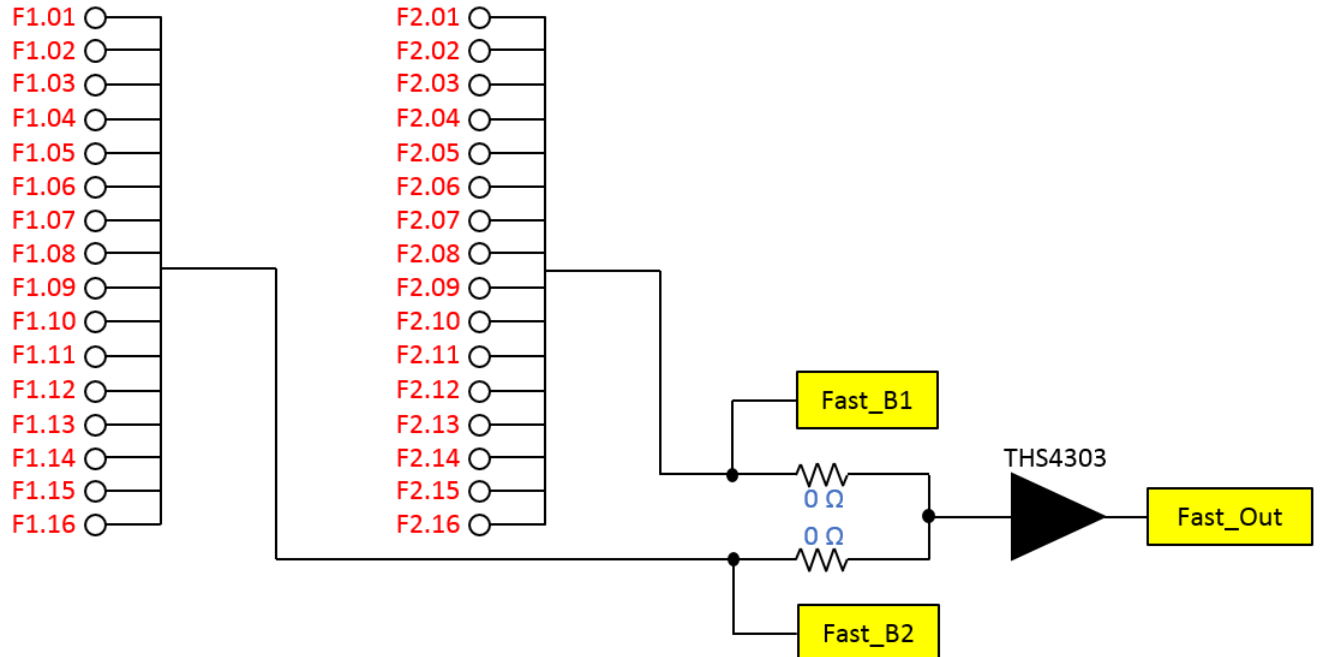 F1.01
F1.02
F1.03
F1.04
F1.05
F1.06
F1.07
F1.08
F1.09
F1.10
F1.11
F1.12
F1.13
F1.14
F1.15
F1.16
F2.01
F2.02
F2.03
F2.04
F2.05
F2.06
F2.07
F2.08
F2.09
F2.10
F2.11
F2.12
F2.13
F2.14
F2.15
F2.16
Fast_B1
0 Ω
0 Ω
Fast_B2
THS4303
Fast_Out